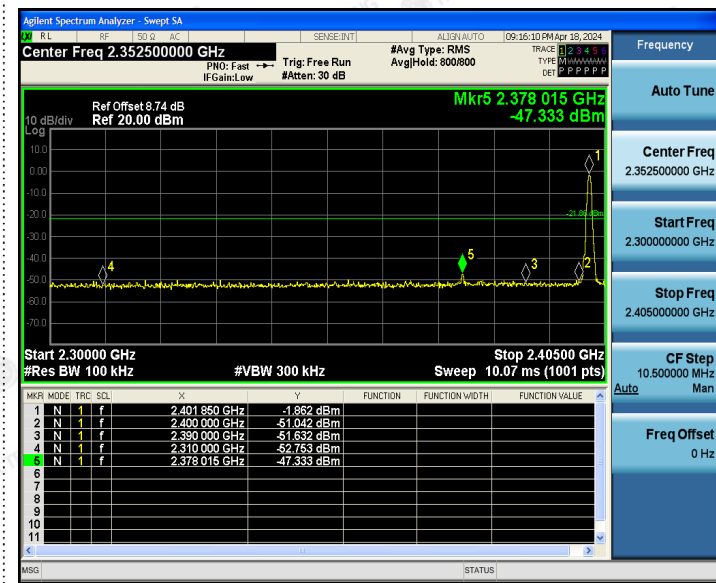 Agilent Spectrum Analyzer - Swept SA
RL RF 50 Ω AC SENSE:INT ALIGN AUTO 09:16:10 PM Apr 18, 2024
Center Freq 2.352500000 GHz
#Avg Type: RMS
Avg|Hold: 800/800
TRACE 1 2 3 4 5 6
TYPE M
DET P P P P P P
PNO: Fast
IFGain:Low
Trig: Free Run
#Atten: 30 dB
Ref Offset 8.74 dB
Ref 20.00 dBm
10 dB/div
Log
Mkr5 2.378 015 GHz
-47.333 dBm
10.0
0.00
-10.0
-20.0
-30.0
-40.0
-50.0
-60.0
-70.0
1
2
3
4
5
Start 2.30000 GHz Stop 2.40500 GHz
#Res BW 100 kHz #VBW 300 kHz Sweep 10.07 ms (1001 pts)
MKR MODE TRC SCL X Y FUNCTION FUNCTION WIDTH FUNCTION VALUE
1 N 1 f 2.401 850 GHz -1.862 dBm
2 N 1 f 2.400 000 GHz -51.042 dBm
3 N 1 f 2.390 000 GHz -51.632 dBm
4 N 1 f 2.310 000 GHz -52.753 dBm
5 N 1 f 2.378 015 GHz -47.333 dBm
6
7
8
9
10
11
MSG STATUS
Frequency
Auto Tune
Center Freq
2.352500000 GHz
Start Freq
2.300000000 GHz
Stop Freq
2.405000000 GHz
CF Step
10.500000 MHz
Auto Man
Freq Offset
0 Hz